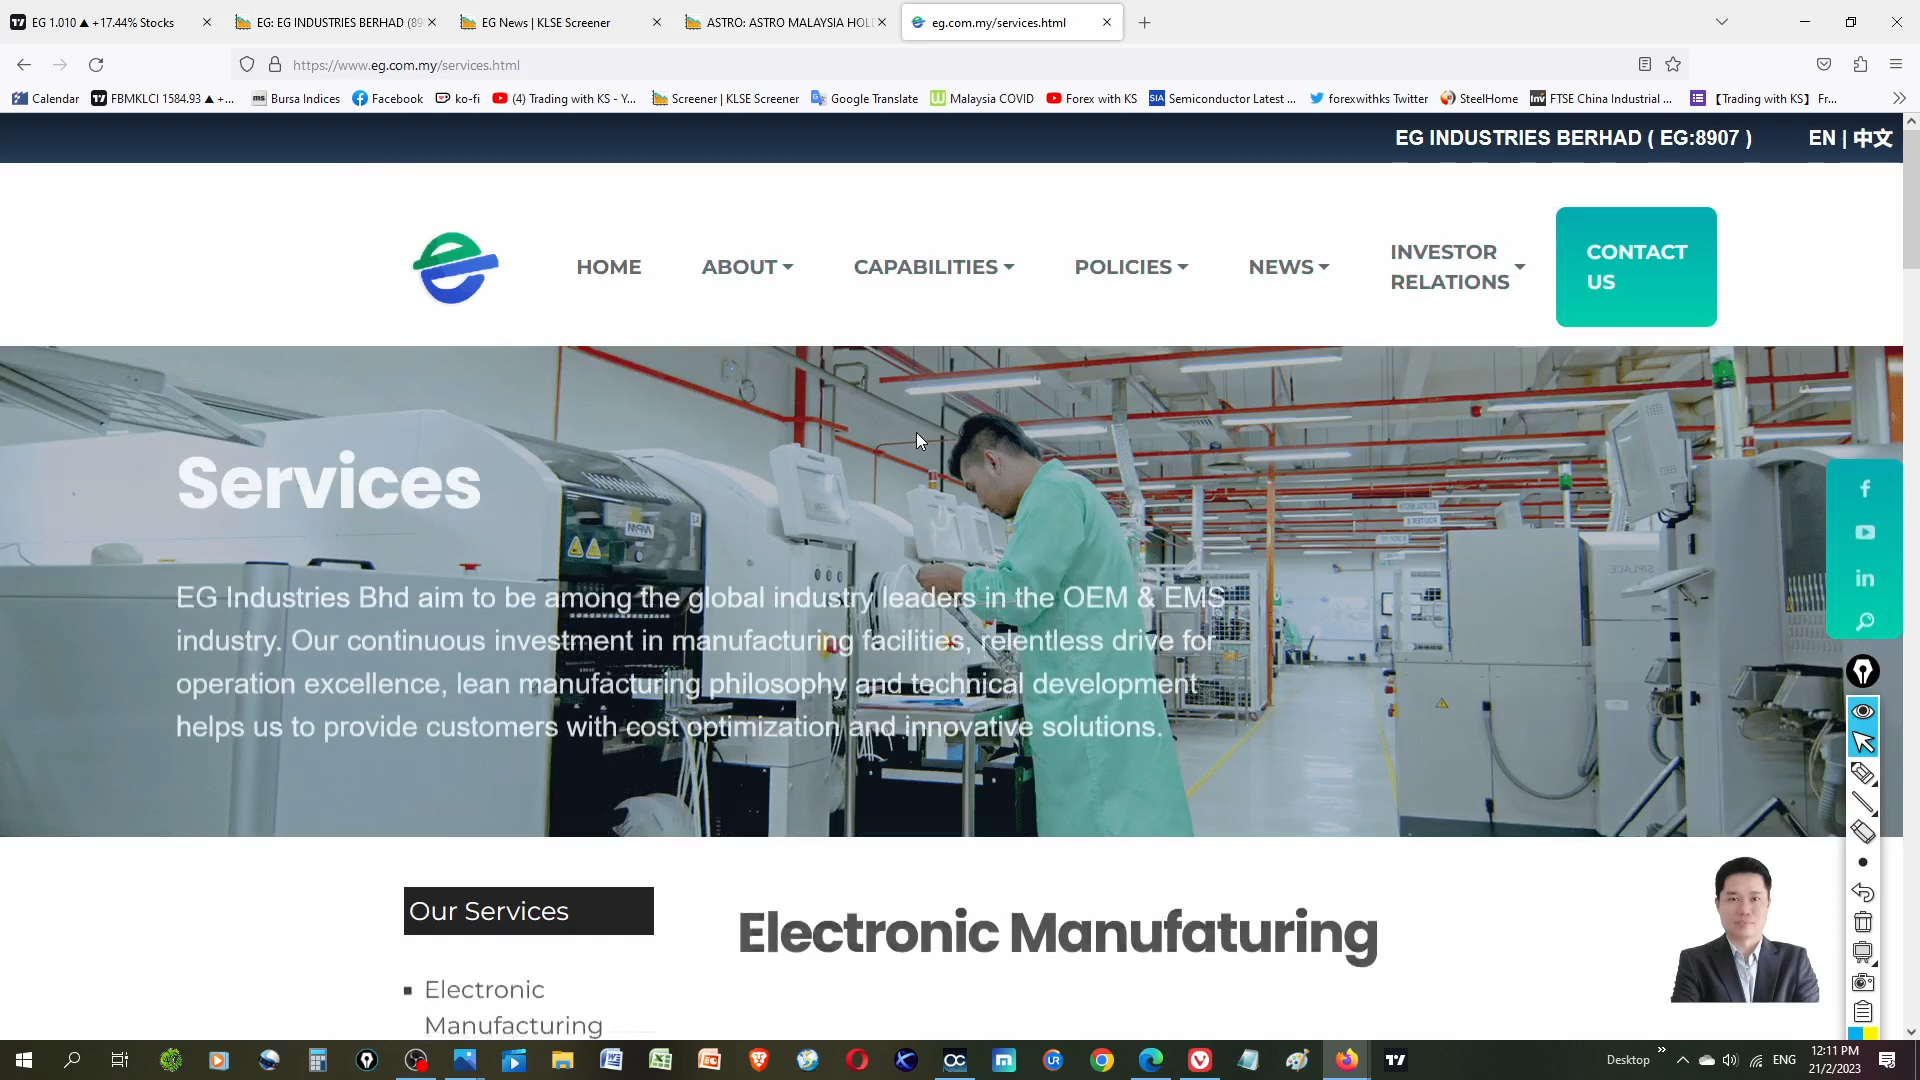 EG 1.010 ▲ +17.44% Stocks
EG: EG INDUSTRIES BERHAD
EG News | KLSE Screener
ASTRO: ASTRO MALAYSIA
eg.com.my/services.html
https://www.eg.com.my/services.html
Calendar
FBMKLCI 1584.93 ▲ +...
Bursa Indices
Facebook
ko-fi
(4) Trading with KS - Y...
Screener | KLSE Screener
Google Translate
Malaysia COVID
Forex with KS
SIA
Semiconductor Latest ...
forexwithks Twitter
SteelHome
FTSE China Industrial ...
【Trading with KS】 Fr...
EG INDUSTRIES BERHAD ( EG:8907 )
EN | 中文
HOME
ABOUT
CAPABILITIES
POLICIES
NEWS
INVESTOR
RELATIONS
CONTACT
US
Services
EG Industries Bhd aim to be among the global industry leaders in the OEM & EMS
industry. Our continuous investment in manufacturing facilities, relentless drive for
operation excellence, lean manufacturing philosophy and technical development
helps us to provide customers with cost optimization and innovative solutions.
Our Services
Electronic Manufaturing
Electronic
Manufacturing
Desktop
ENG
12:11 PM
21/2/2023